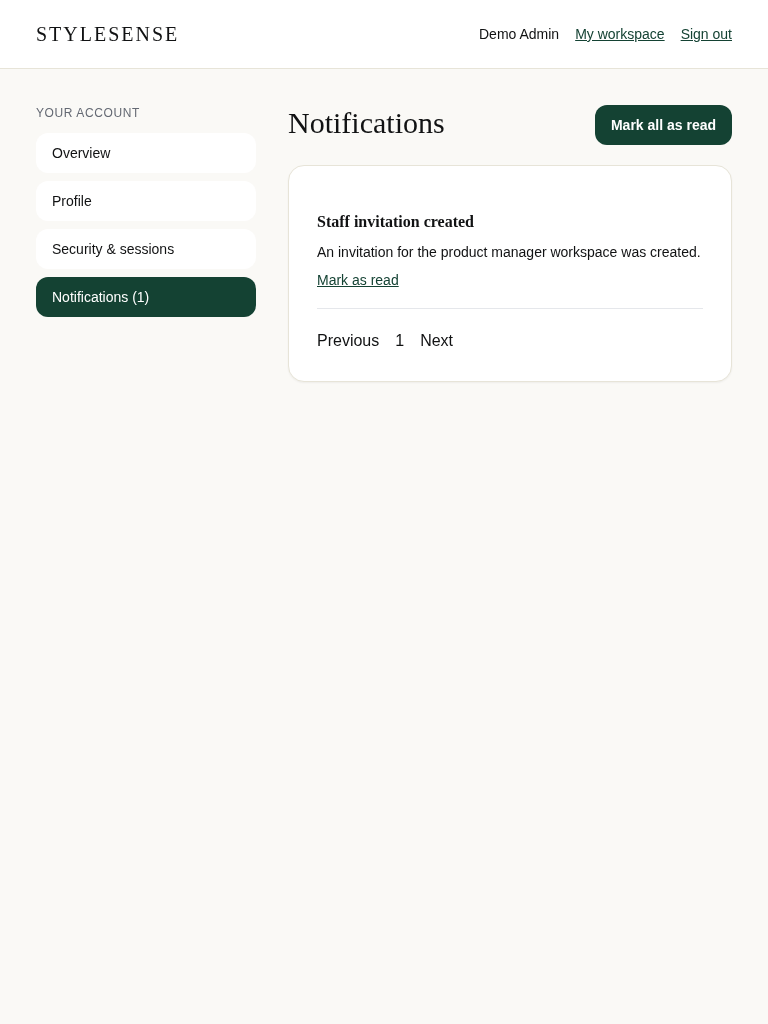 STYLESENSE
Demo Admin My workspace Sign out
YOUR ACCOUNT
Overview
Profile
Security & sessions
Notifications (1)
Notifications
Mark all as read
Staff invitation created
An invitation for the product manager workspace was created.
Mark as read
Previous 1 Next